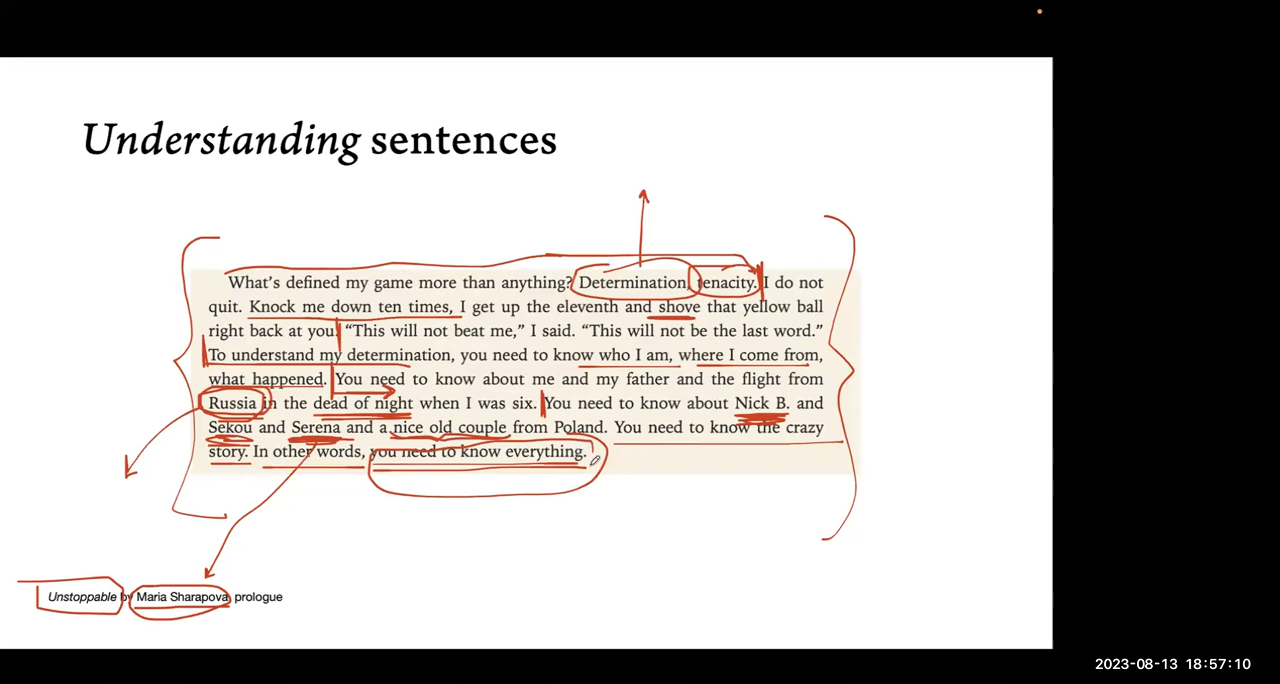 Understanding sentences
What's defined my game more than anything? Determination, tenacity. I do not
quit. Knock me down ten times, I get up the eleventh and shove that yellow ball
right back at you. “This will not beat me,” I said. “This will not be the last word.”
To understand my determination, you need to know who I am, where I come from,
what happened. You need to know about me and my father and the flight from
Russia in the dead of night when I was six. You need to know about Nick B. and
Sekou and Serena and a nice old couple from Poland. You need to know the crazy
story. In other words, you need to know everything.
Unstoppable by Maria Sharapova, prologue
2023-08-13 18:57:10